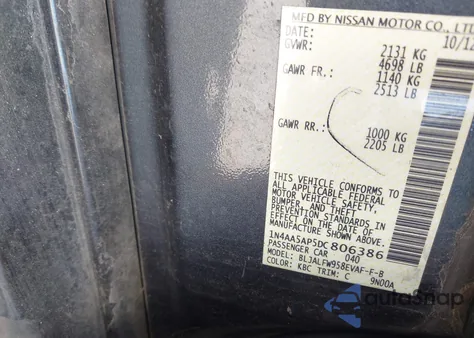 MFD BY NISSAN MOTOR CO., LTD
DATE: 10/12
GVWR: 2131 KG
4698 LB
GAWR FR.: 1140 KG
2513 LB
GAWR RR.: 1000 KG
2205 LB
THIS VEHICLE CONFORMS TO
ALL APPLICABLE FEDERAL
MOTOR VEHICLE SAFETY,
BUMPER, AND THEFT
PREVENTION STANDARDS IN
EFFECT ON THE DATE OF
MANUFACTURE SHOWN ABOVE.
1N4AA5AP5DC806386
PASSENGER CAR 040
MODEL: BLJALFW958EVAF-F-B
COLOR: KBC TRIM: C 9N00A
autosnap